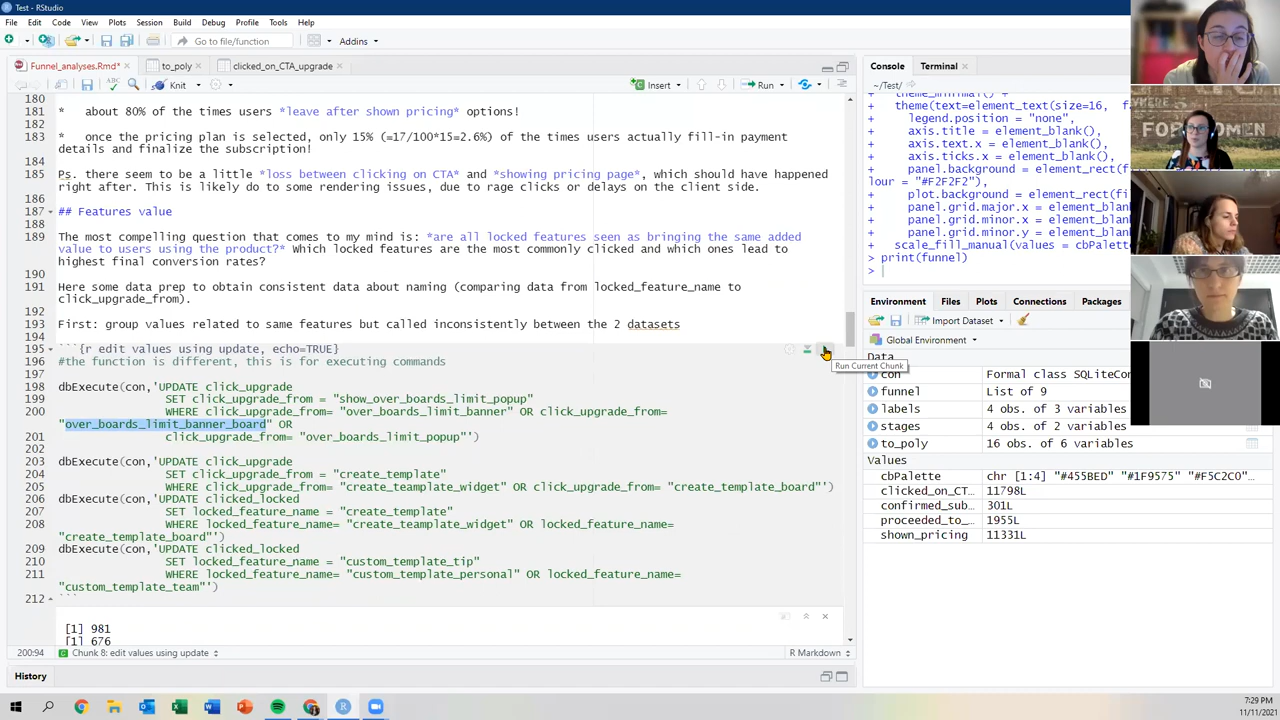 Test - RStudio
File Edit Code View Plots Session Build Debug Profile Tools Help
Go to file/function Addins
Funnel_analyses.Rmd* to_poly clicked_on_CTA_upgrade
Knit Insert Run
180
181 * about 80% of the times users *leave after shown pricing* options!
182
183 * once the pricing plan is selected, only 15% (=17/100*15=2.6%) of the times users actually fill-in payment
details and finalize the subscription!
184
185 Ps. there seem to be a little *loss between clicking on CTA* and *showing pricing page*, which should have happened
right after. This is likely do to some rendering issues, due to rage clicks or delays on the client side.
186
187 ## Features value
188
189 The most compelling question that comes to my mind is: *are all locked features seen as bringing the same added
value to users using the product?* Which locked features are the most commonly clicked and which ones lead to
highest final conversion rates?
190
191 Here some data prep to obtain consistent data about naming (comparing data from locked_feature_name to
click_upgrade_from).
192
193 First: group values related to same features but called inconsistently between the 2 datasets
194
195 ```{r edit values using update, echo=TRUE}
196 #the function is different, this is for executing commands
197
198 dbExecute(con,'UPDATE click_upgrade
199 SET click_upgrade_from = "show_over_boards_limit_popup"
200 WHERE click_upgrade_from= "over_boards_limit_banner" OR click_upgrade_from=
"over_boards_limit_banner_board" OR
201 click_upgrade_from= "over_boards_limit_popup"')
202
203 dbExecute(con,'UPDATE click_upgrade
204 SET click_upgrade_from = "create_template"
205 WHERE click_upgrade_from= "create_teamplate_widget" OR click_upgrade_from= "create_template_board"')
206 dbExecute(con,'UPDATE clicked_locked
207 SET locked_feature_name = "create_template"
208 WHERE locked_feature_name= "create_teamplate_widget" OR locked_feature_name=
"create_template_board"')
209 dbExecute(con,'UPDATE clicked_locked
210 SET locked_feature_name = "custom_template_tip"
211 WHERE locked_feature_name= "custom_template_personal" OR locked_feature_name=
"custom_template_team"')
212 ```
Run Current Chunk
[1] 981
[1] 676
200:94 Chunk 8: edit values using update R Markdown
History
Console Terminal
~/Test/
+ theme_minimal() +
+ theme(text=element_text(size=16, f
+ legend.position = "none",
+ axis.title = element_blank(),
+ axis.text.x = element_blank(),
+ axis.ticks.x = element_blank(),
+ panel.background = element_rect(fi
lour = "#F2F2F2"),
+ plot.background = element_rect(fi
+ panel.grid.major.x = element_blank
+ panel.grid.minor.x = element_blank
+ panel.grid.minor.y = element_blank
+ scale_fill_manual(values = cbPalette
> print(funnel)
>
Environment Files Plots Connections Packages
Import Dataset
Global Environment
Data
con Formal class SQLiteCon
funnel List of 9
labels 4 obs. of 3 variables
stages 4 obs. of 2 variables
to_poly 16 obs. of 6 variables
Values
cbPalette chr [1:4] "#455BED" "#1F9575" "#F5C2C0"…
clicked_on_CT… 11798L
confirmed_sub… 301L
proceeded_to_… 1955L
shown_pricing 11331L
FOR WOMEN
7:29 PM
11/11/2021